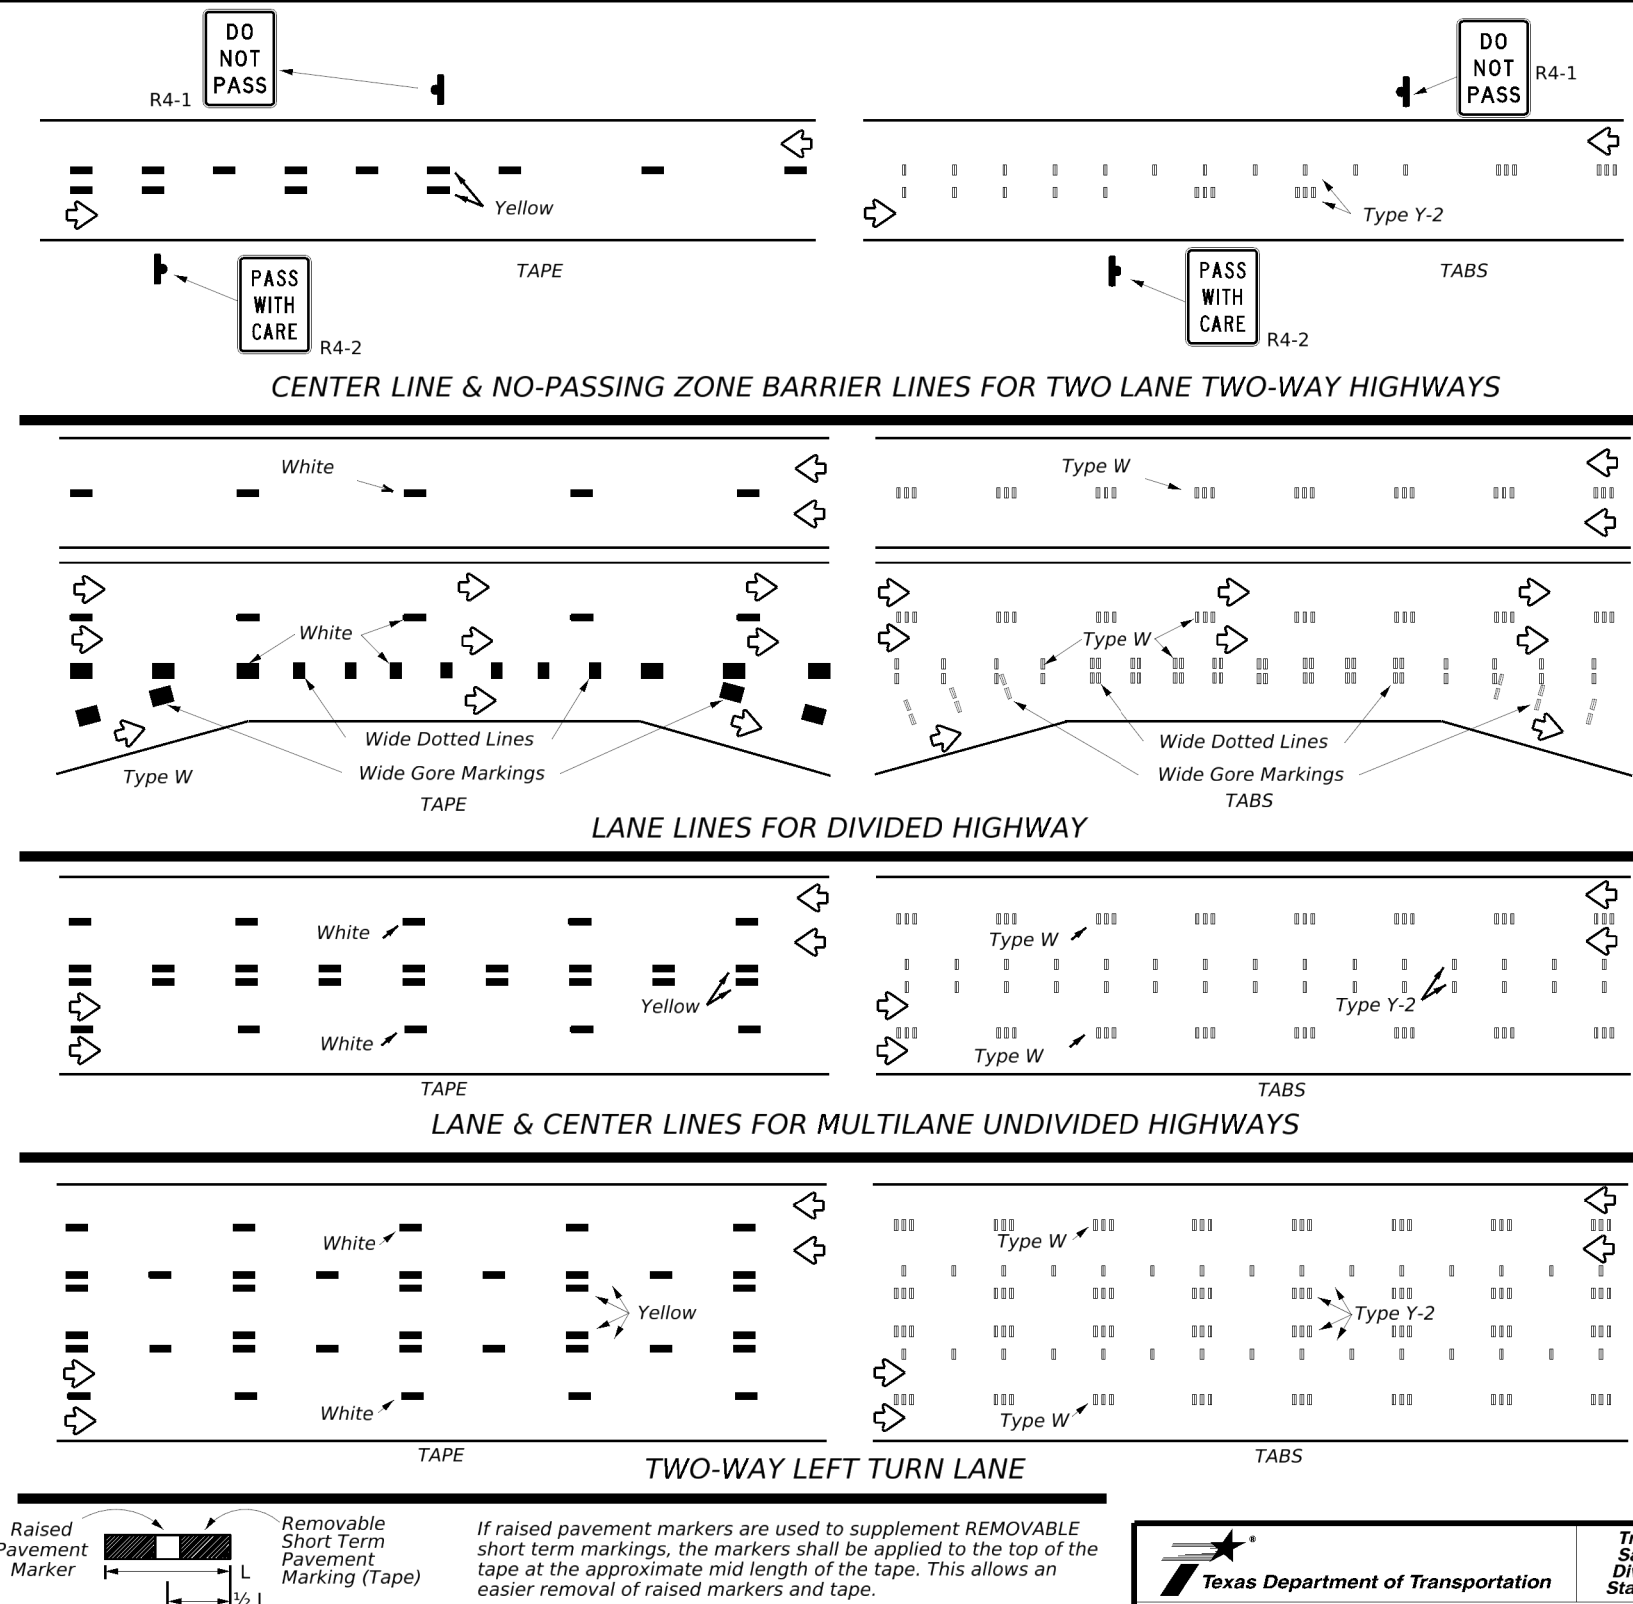 DO
NOT
PASS
R4-1
DO
NOT
PASS
R4-1
Yellow
Type Y-2
PASS
WITH
CARE
R4-2
TAPE
PASS
WITH
CARE
R4-2
TABS
CENTER LINE & NO-PASSING ZONE BARRIER LINES FOR TWO LANE TWO-WAY HIGHWAYS
White
Type W
White
Type W
Wide Dotted Lines
Wide Gore Markings
Type W
TAPE
Wide Dotted Lines
Wide Gore Markings
TABS
LANE LINES FOR DIVIDED HIGHWAY
White
Type W
Yellow
Type Y-2
White
Type W
TAPE
TABS
LANE & CENTER LINES FOR MULTILANE UNDIVIDED HIGHWAYS
White
Type W
Yellow
Type Y-2
White
Type W
TAPE
TABS
TWO-WAY LEFT TURN LANE
Raised
Pavement
Marker
Removable
Short Term
Pavement
Marking (Tape)
L
½ L
If raised pavement markers are used to supplement REMOVABLE
short term markings, the markers shall be applied to the top of the
tape at the approximate mid length of the tape. This allows an
easier removal of raised markers and tape.
®
Texas Department of Transportation